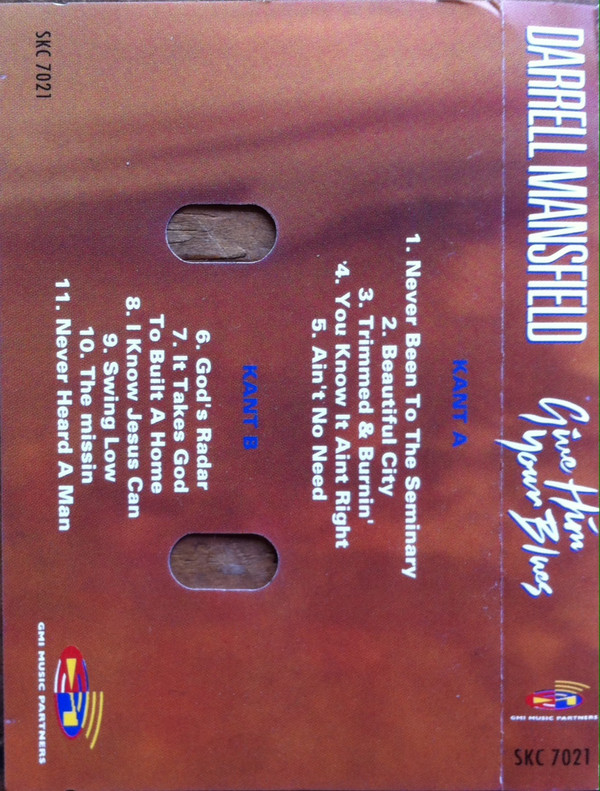 DARRELL MANSFIELD Give Him Your Blues
GMI MUSIC PARTNERS
SKC 7021
KANT A
1. Never Been To The Seminary
2. Beautiful City
3. Trimmed & Burnin'
'4. You Know It Aint Right
5. Ain't No Need
KANT B
6. God's Radar
7. It Takes God
To Built A Home
8. I Know Jesus Can
9. Swing Low
10. The missin
11. Never Heard A Man
SKC 7021
GMI MUSIC PARTNERS